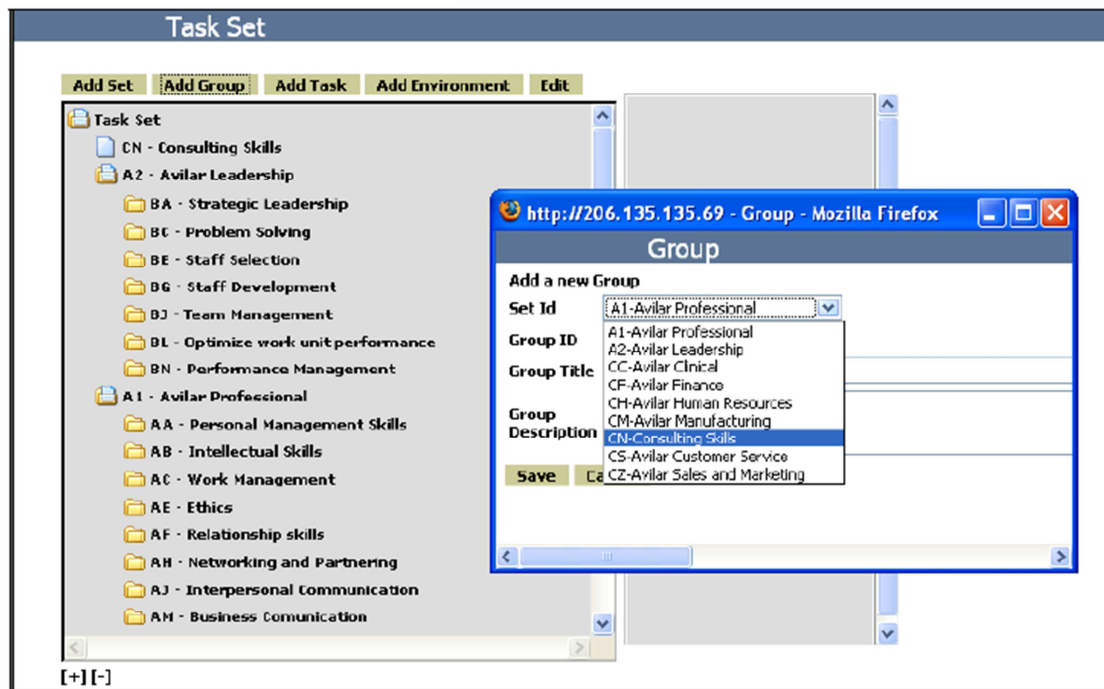 Task Set
Add Set Add Group Add Task Add Environment Edit
Task Set
CN - Consulting Skills
A2 - Avilar Leadership
BA - Strategic Leadership
BC - Problem Solving
BE - Staff Selection
BG - Staff Development
BJ - Team Management
BL - Optimize work unit performance
BN - Performance Management
A1 - Avilar Professional
AA - Personal Management Skills
AB - Intellectual Skills
AC - Work Management
AE - Ethics
AF - Relationship skills
AH - Networking and Partnering
AJ - Interpersonal Communication
AM - Business Comunication
[+] [-]
http://206.135.135.69 - Group - Mozilla Firefox
Group
Add a new Group
Set Id A1-Avilar Professional
Group ID
Group Title
Group
Description
A1-Avilar Professional
A2-Avilar Leadership
CC-Avilar Clinical
CF-Avilar Finance
CH-Avilar Human Resources
CM-Avilar Manufacturing
CN-Consulting Skills
CS-Avilar Customer Service
CZ-Avilar Sales and Marketing
Save Ca